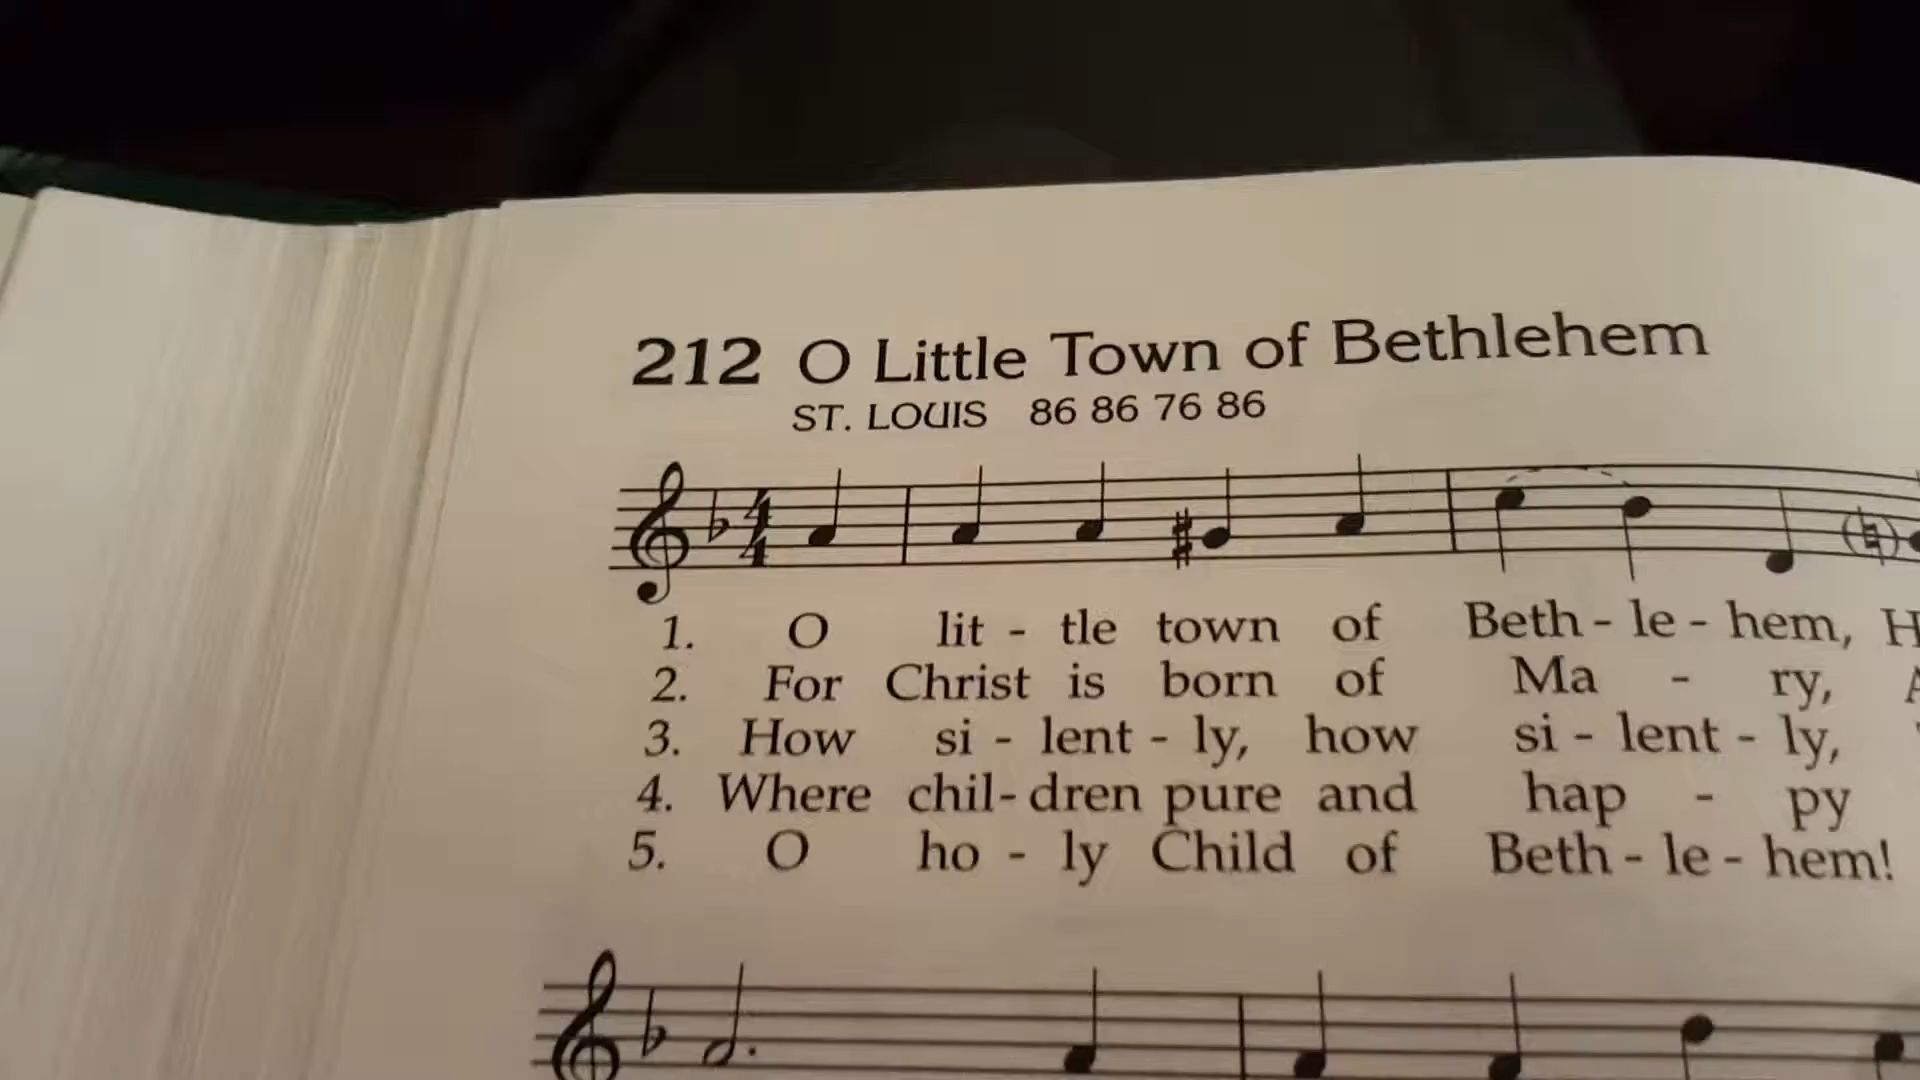 212 O Little Town of Bethlehem
ST. LOUIS 86 86 76 86
1. O lit - tle town of Beth - le - hem, H
2. For Christ is born of Ma - ry,
3. How si - lent - ly, how si - lent - ly,
4. Where chil - dren pure and hap - py
5. O ho - ly Child of Beth - le - hem!